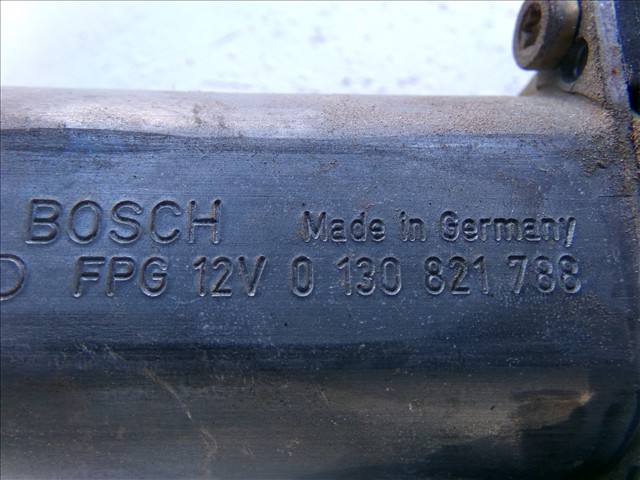 BOSCH Made in Germany
FPG 12V 0 130 821 788